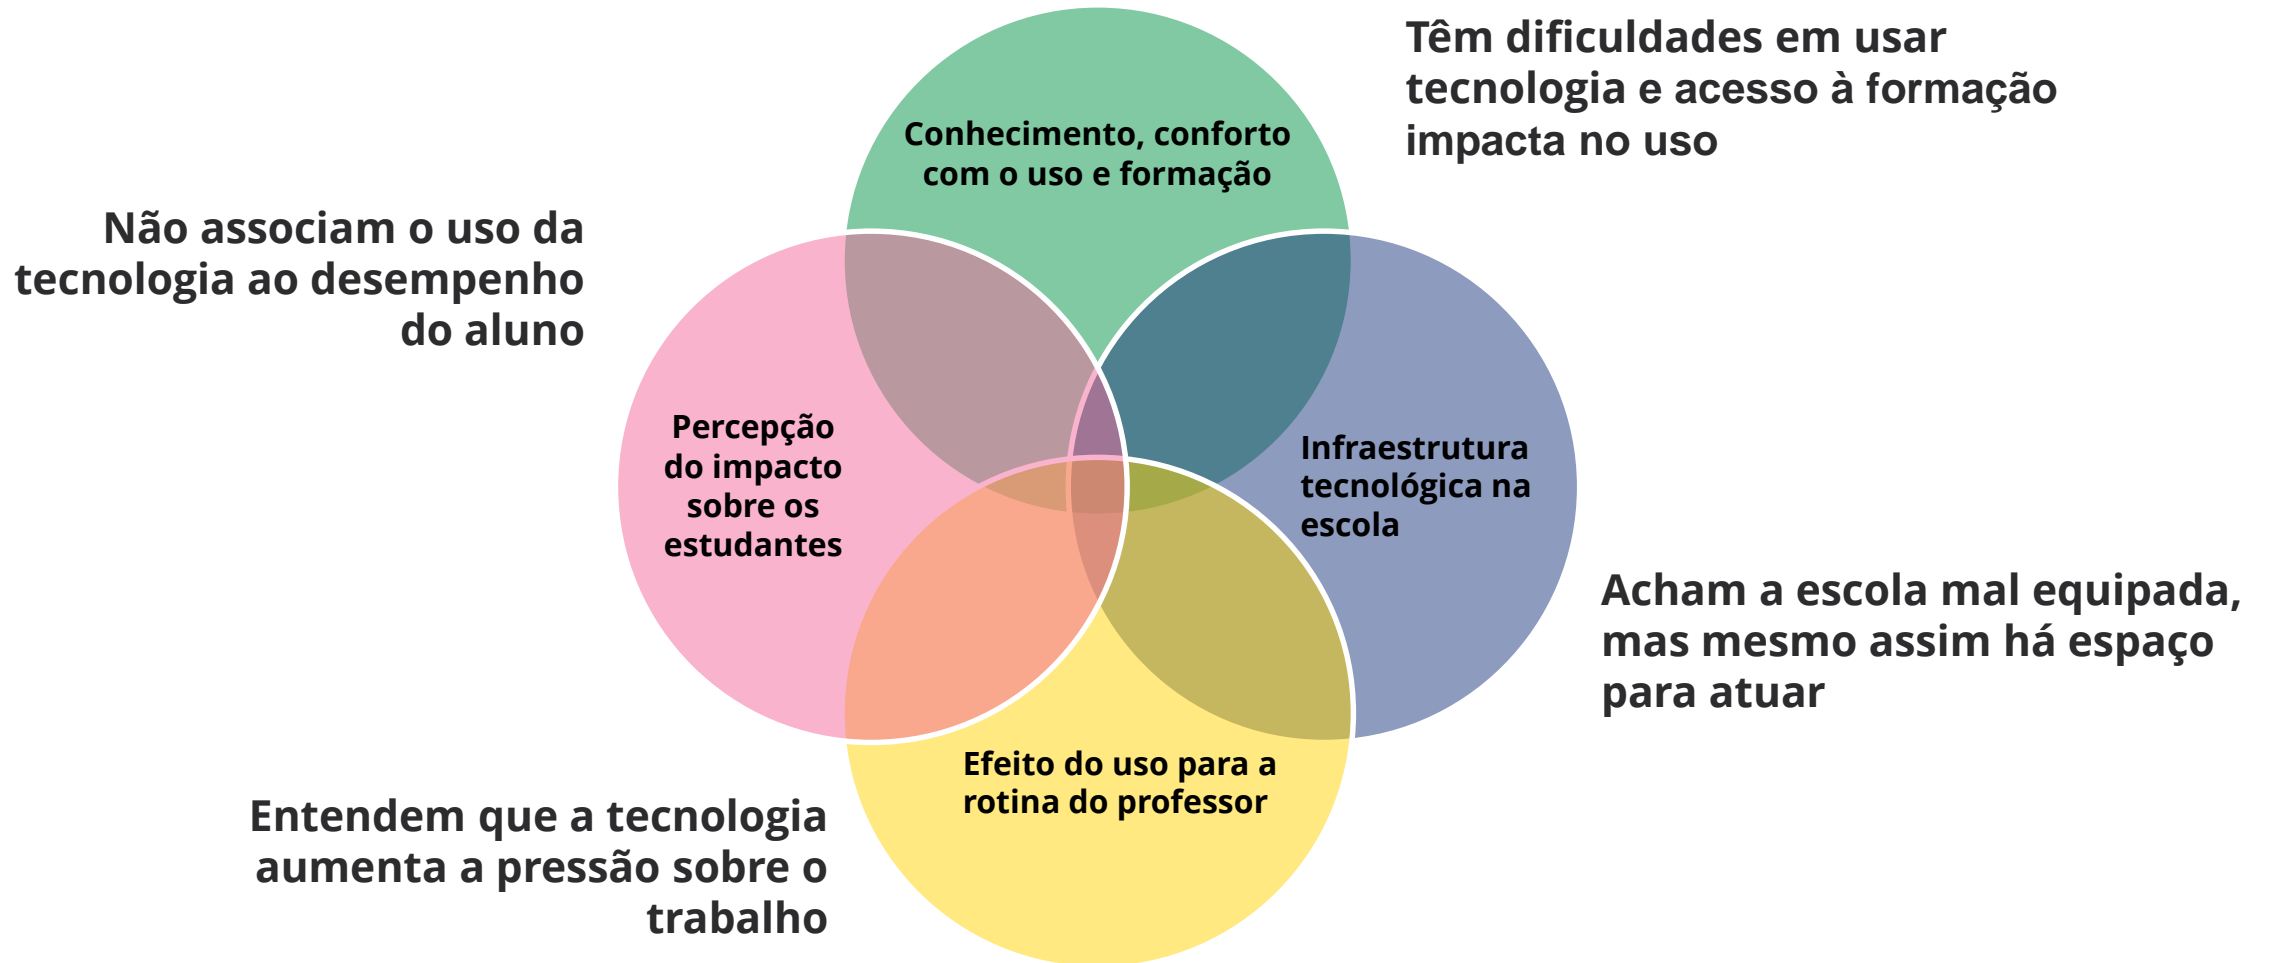 Têm dificuldades em usar
tecnologia e acesso à formação
impacta no uso
Conhecimento, conforto
com o uso e formação
Não associam o uso da
tecnologia ao desempenho
do aluno
Percepção
do impacto
sobre os
estudantes
Infraestrutura
tecnológica na
escola
Acham a escola mal equipada,
mas mesmo assim há espaço
para atuar
Efeito do uso para a
rotina do professor
Entendem que a tecnologia
aumenta a pressão sobre o
trabalho